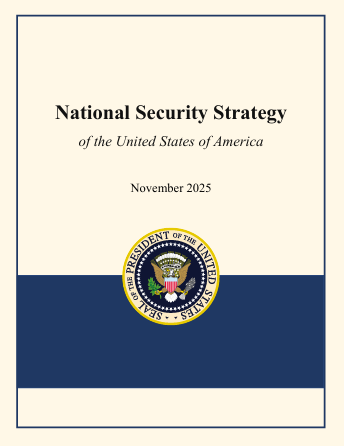 National Security Strategy
of the United States of America
November 2025
SEAL OF THE PRESIDENT OF THE UNITED STATES